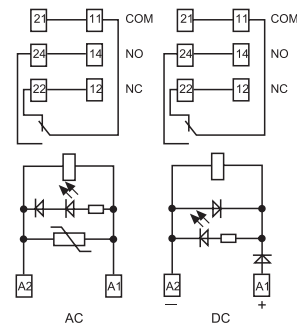 21 11 COM 21 11 COM
24 14 NO 24 14 NO
22 12 NC 22 12 NC
A2 A1 A2 A1
− +
AC DC